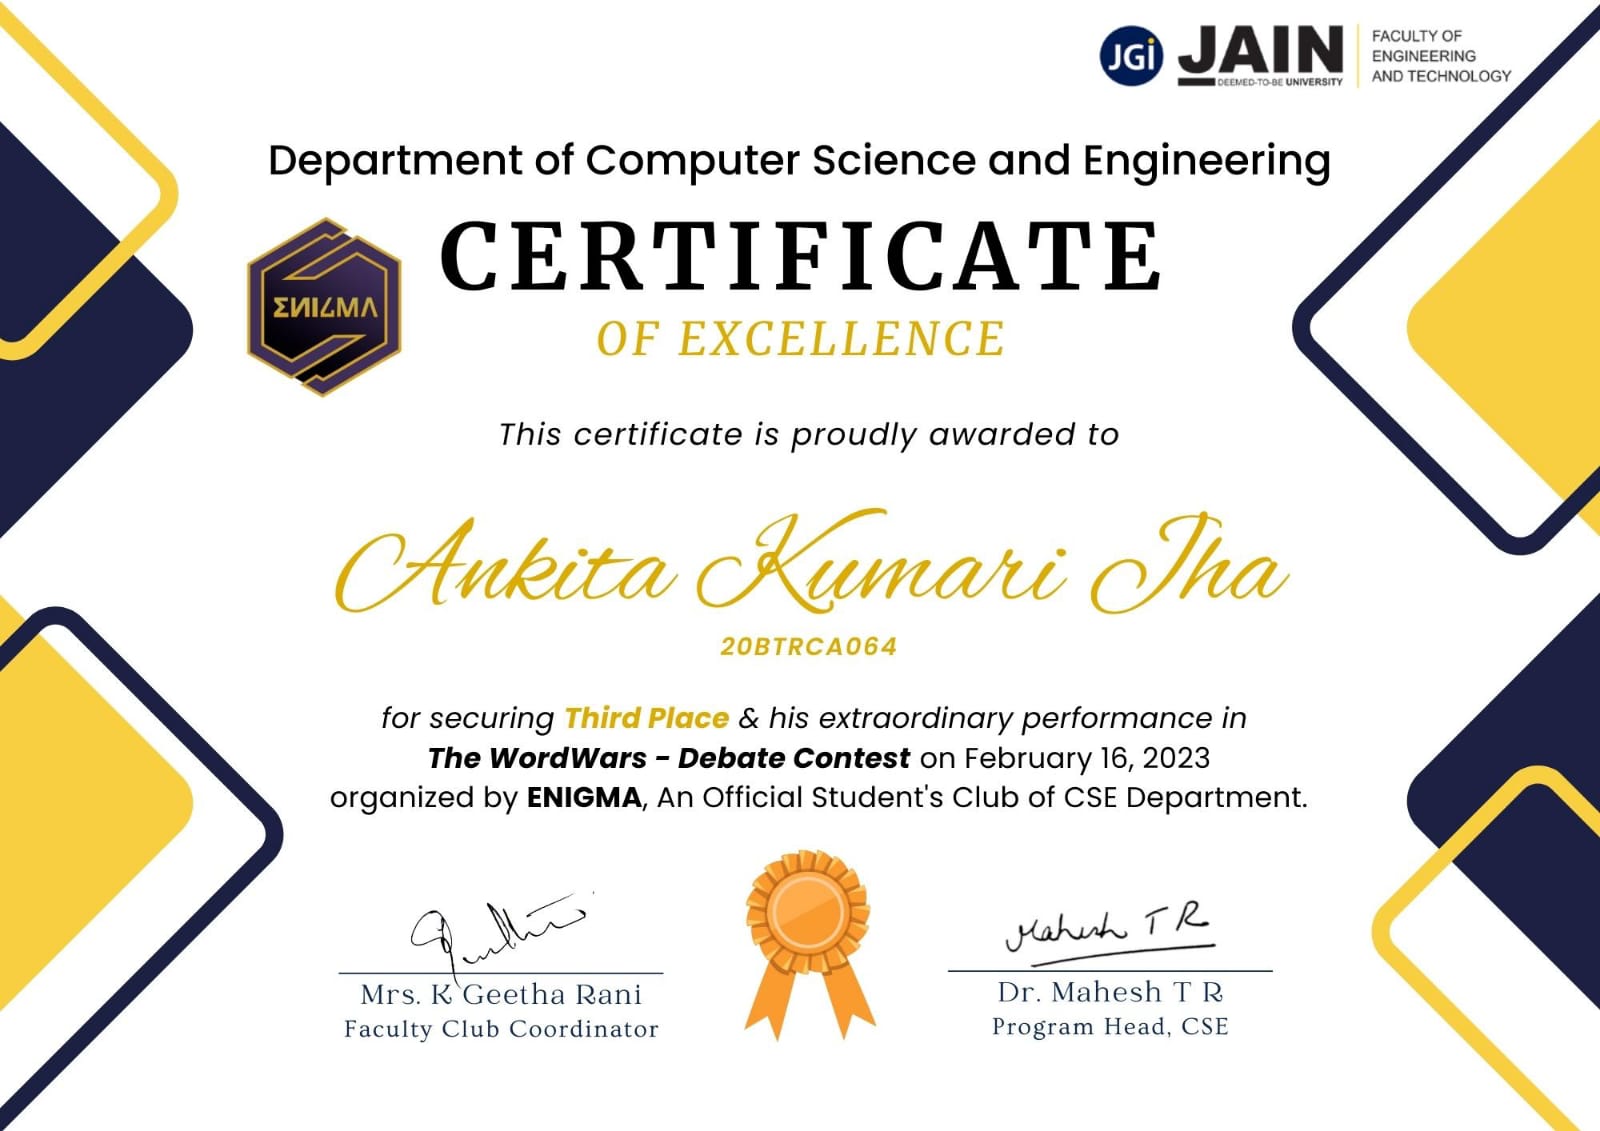 JGi JAIN
DEEMED-TO-BE UNIVERSITY
FACULTY OF
ENGINEERING
AND TECHNOLOGY
Department of Computer Science and Engineering
ΣNIGMA
CERTIFICATE
OF EXCELLENCE
This certificate is proudly awarded to
Ankita Kumari Jha
20BTRCA064
for securing Third Place & his extraordinary performance in
The WordWars - Debate Contest on February 16, 2023
organized by ENIGMA, An Official Student's Club of CSE Department.
Mahesh T R
Mrs. K Geetha Rani
Faculty Club Coordinator
Dr. Mahesh T R
Program Head, CSE